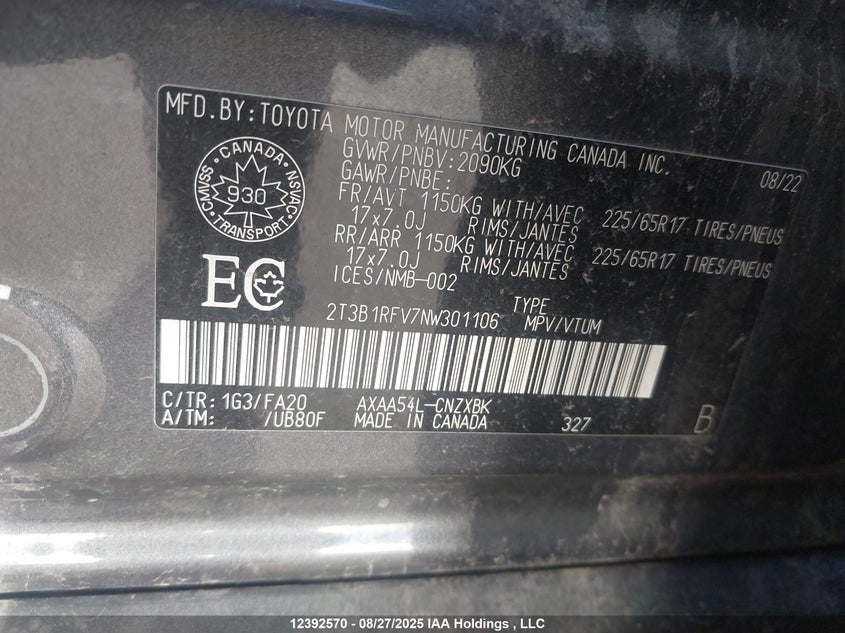 MFD.BY:TOYOTA MOTOR MANUFACTURING CANADA INC.
08/22
GVWR/PNBV:2090KG
GAWR/PNBE:
FR/AVT 1150KG WITH/AVEC 225/65R17 TIRES/PNEUS
17x7.0J RIMS/JANTES
RR/ARR 1150KG WITH/AVEC 225/65R17 TIRES/PNEUS
17x7.0J RIMS/JANTES
ICES/NMB-002
CANADA
CMVSS 930 NSVAC
TRANSPORT
EC
TYPE
2T3B1RFV7NW301106 MPV/VTUM
C/TR: 1G3/FA20 AXAA54L-CNZXBK
A/TM: /UB80F MADE IN CANADA 327 B
12392570 - 08/27/2025 IAA Holdings , LLC